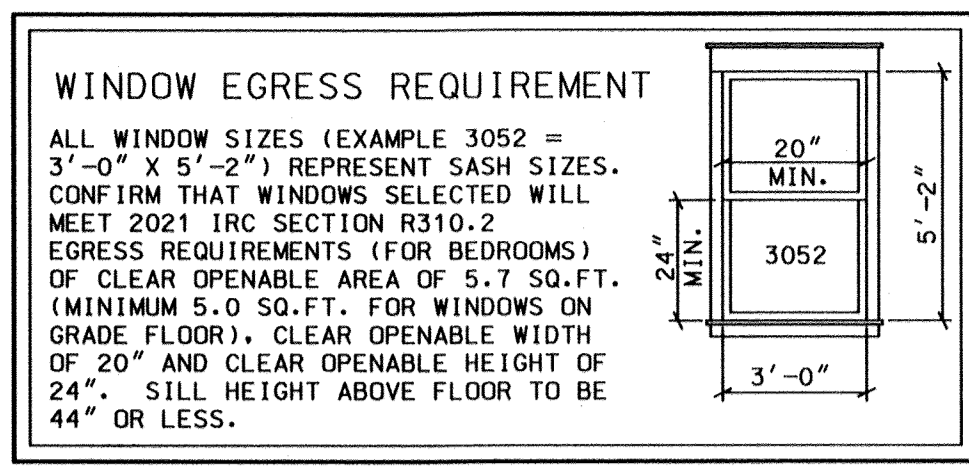 WINDOW EGRESS REQUIREMENT
ALL WINDOW SIZES (EXAMPLE 3052 =
3'-0" X 5'-2") REPRESENT SASH SIZES.
CONFIRM THAT WINDOWS SELECTED WILL
MEET 2021 IRC SECTION R310.2
EGRESS REQUIREMENTS (FOR BEDROOMS)
OF CLEAR OPENABLE AREA OF 5.7 SQ.FT.
(MINIMUM 5.0 SQ.FT. FOR WINDOWS ON
GRADE FLOOR), CLEAR OPENABLE WIDTH
OF 20" AND CLEAR OPENABLE HEIGHT OF
24". SILL HEIGHT ABOVE FLOOR TO BE
44" OR LESS.
20"
MIN.
24"
MIN.
3052
5'-2"
3'-0"